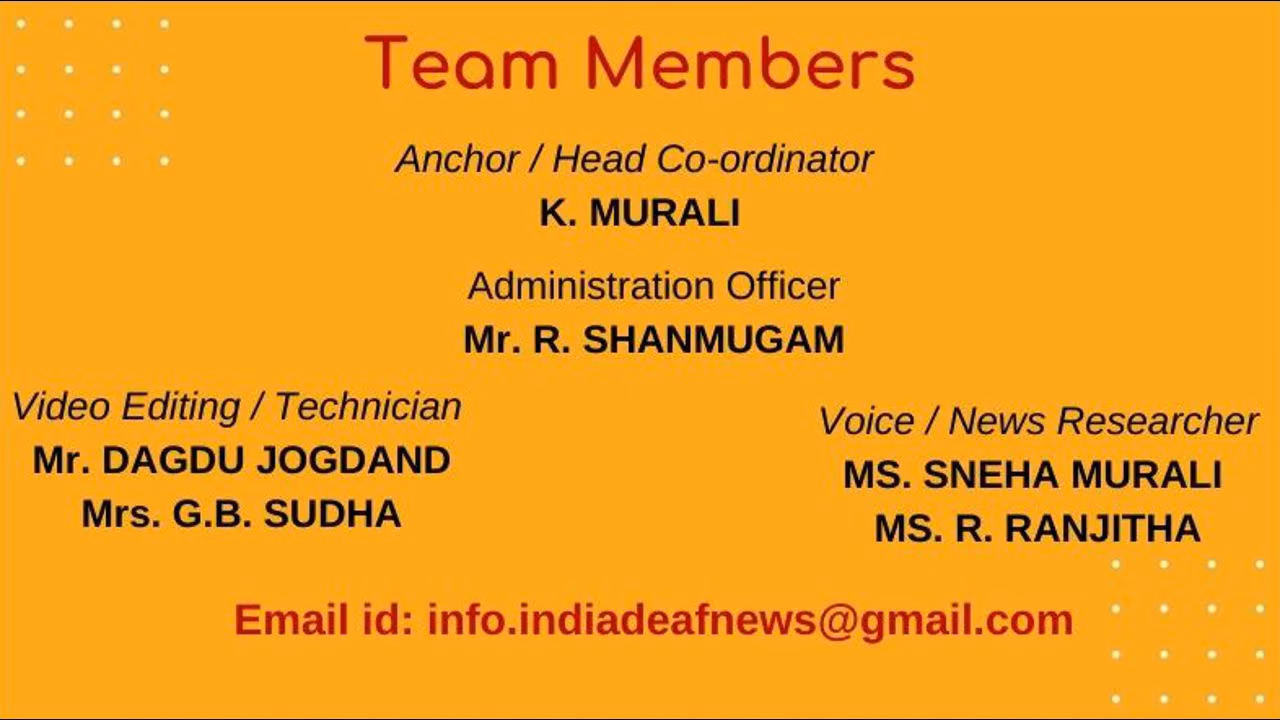 Team Members
Anchor / Head Co-ordinator
K. MURALI
Administration Officer
Mr. R. SHANMUGAM
Video Editing / Technician
Mr. DAGDU JOGDAND
Mrs. G.B. SUDHA
Voice / News Researcher
MS. SNEHA MURALI
MS. R. RANJITHA
Email id: info.indiadeafnews@gmail.com